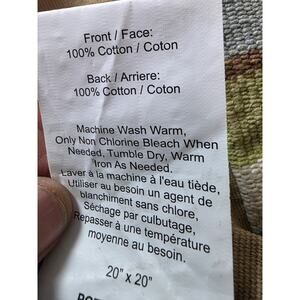 Front / Face:
100% Cotton / Coton
Back / Arriere:
100% Cotton / Coton
Machine Wash Warm,
Only Non Chlorine Bleach When
Needed, Tumble Dry, Warm
Iron As Needed.
Laver à la machine à l'eau tiède,
Utiliser au besoin un agent de
blanchiment sans chlore,
Séchage par culbutage,
Repasser à une température
moyenne au besoin.
20" x 20"